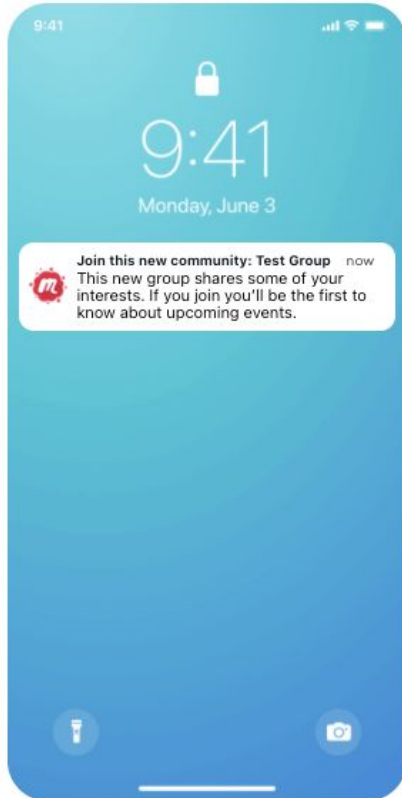 9:41
9:41
Monday, June 3
Join this new community: Test Group now
This new group shares some of your
interests. If you join you'll be the first to
know about upcoming events.
m